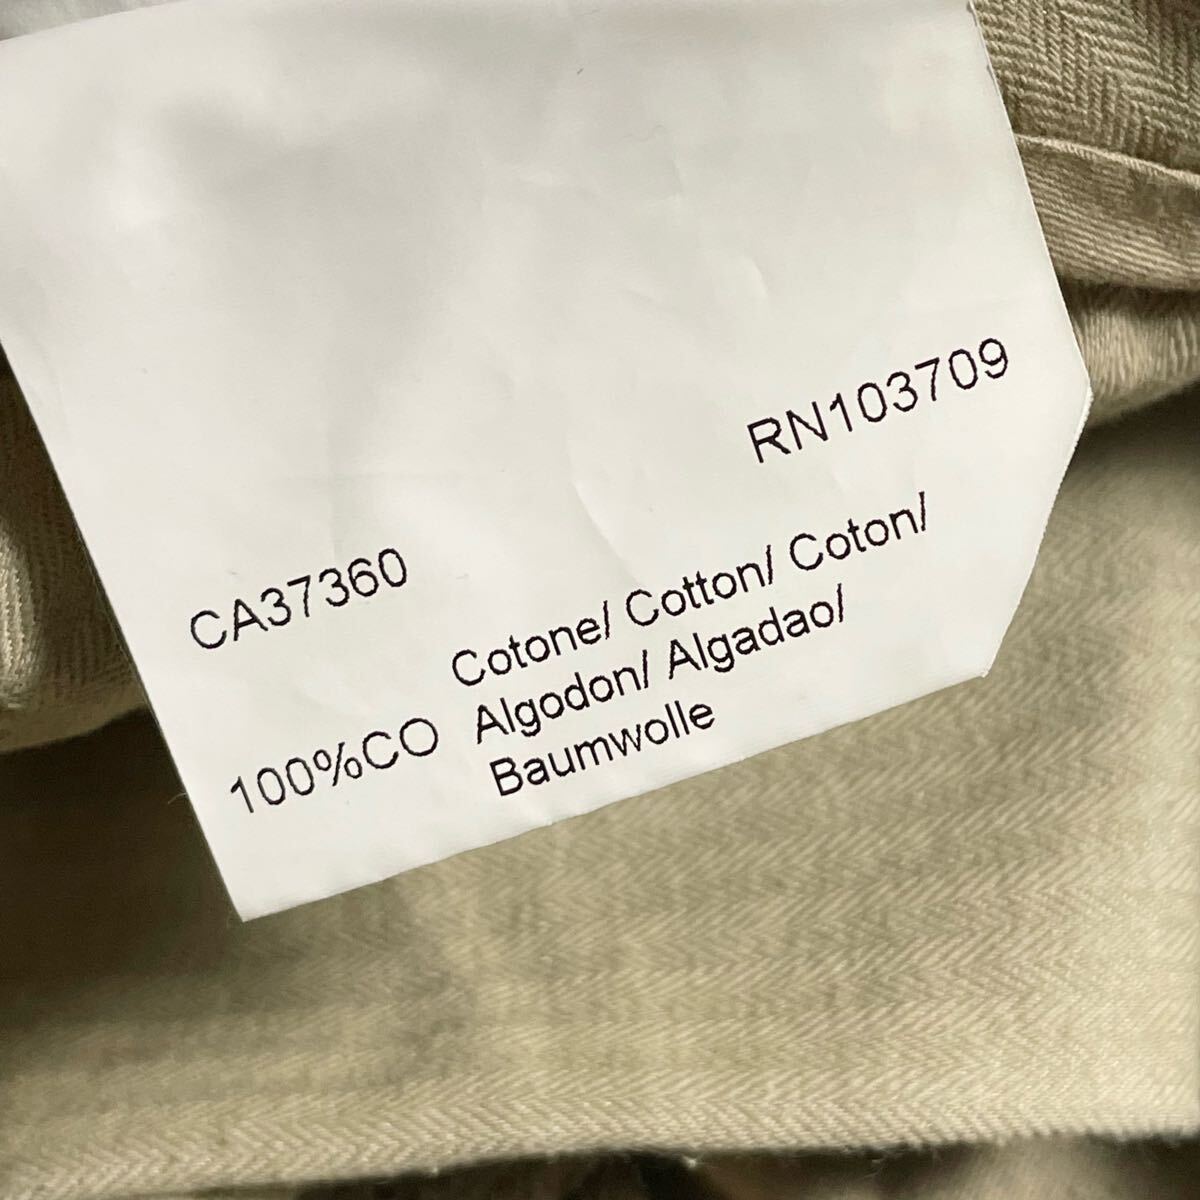 RN103709
CA37360
100%CO Cotone/ Cotton/ Coton/
Algodon/ Algadao/
Baumwolle